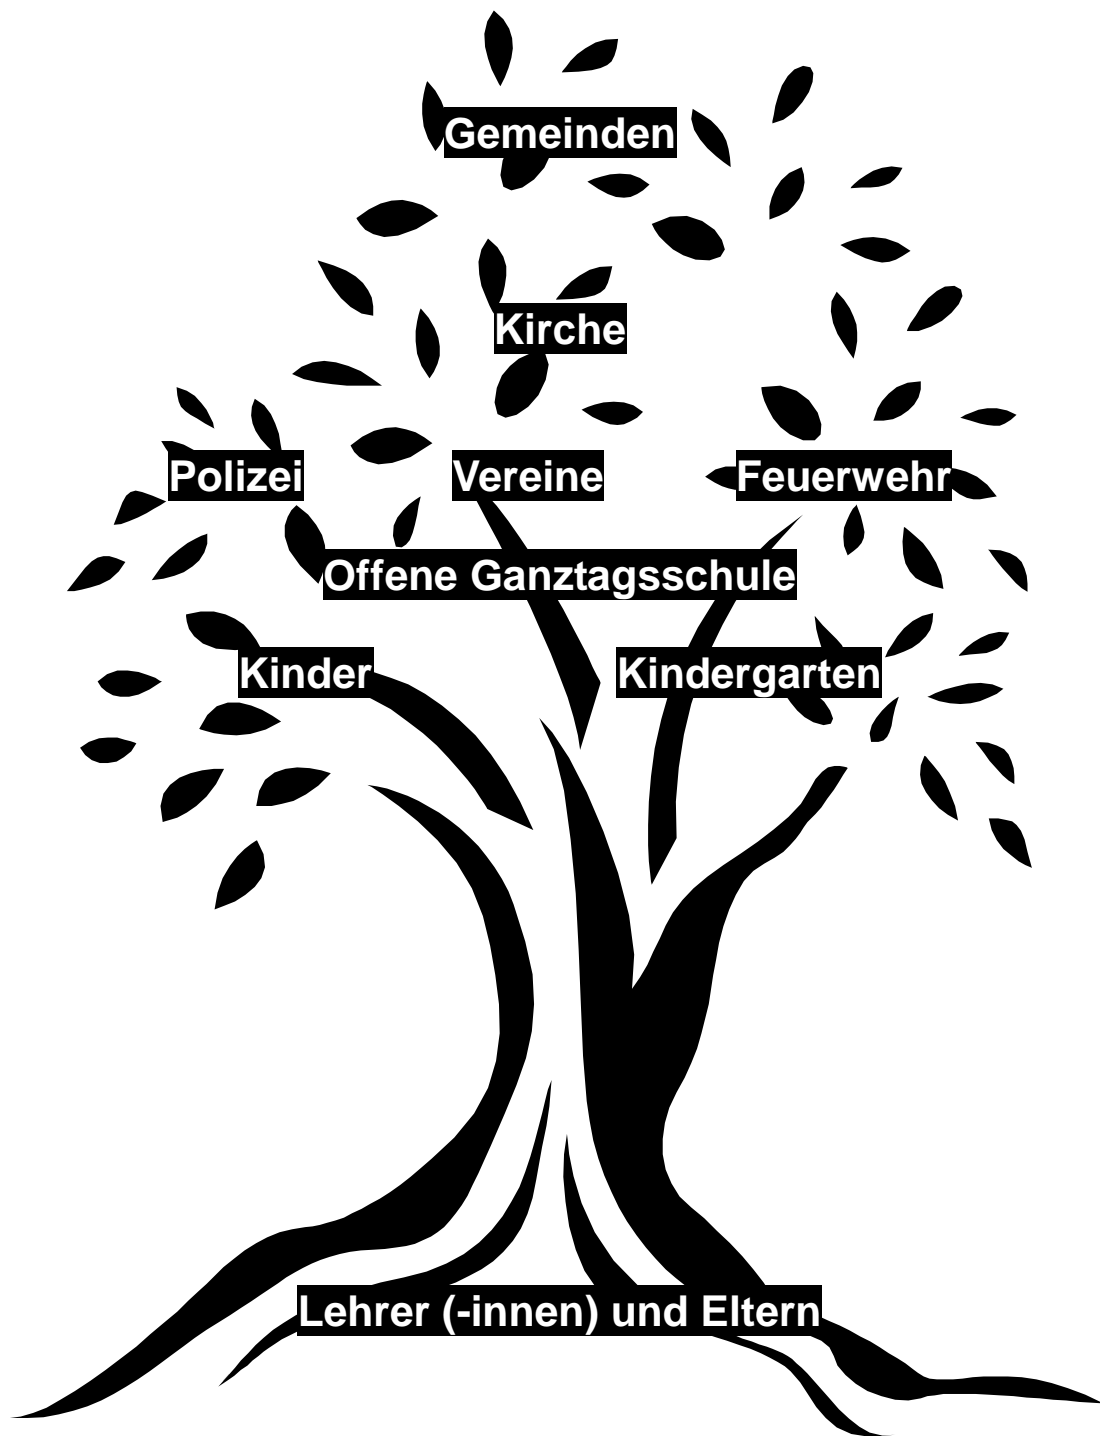 Gemeinden
Kirche
Polizei
Vereine
Feuerwehr
Offene Ganztagsschule
Kinder
Kindergarten
Lehrer (-innen) und Eltern